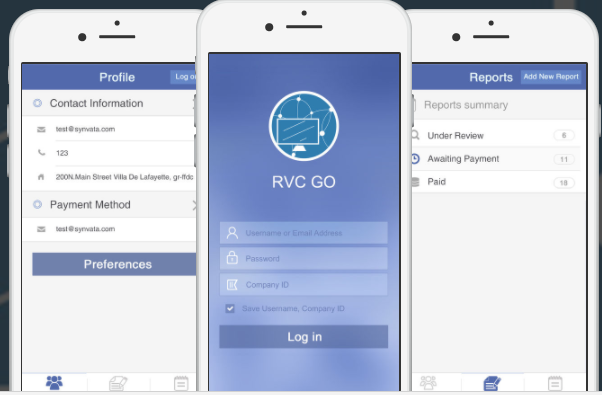 Profile
Log o
Contact Information
test@synvata.com
123
200N.Main Street Villa De Lafayette, gr-ffdc
Payment Method
test@synvata.com
Preferences
RVC GO
Username or Email Address
Password
Company ID
Save Username, Company ID
Log in
Reports
Add New Report
Reports summary
Under Review
6
Awaiting Payment
11
Paid
18